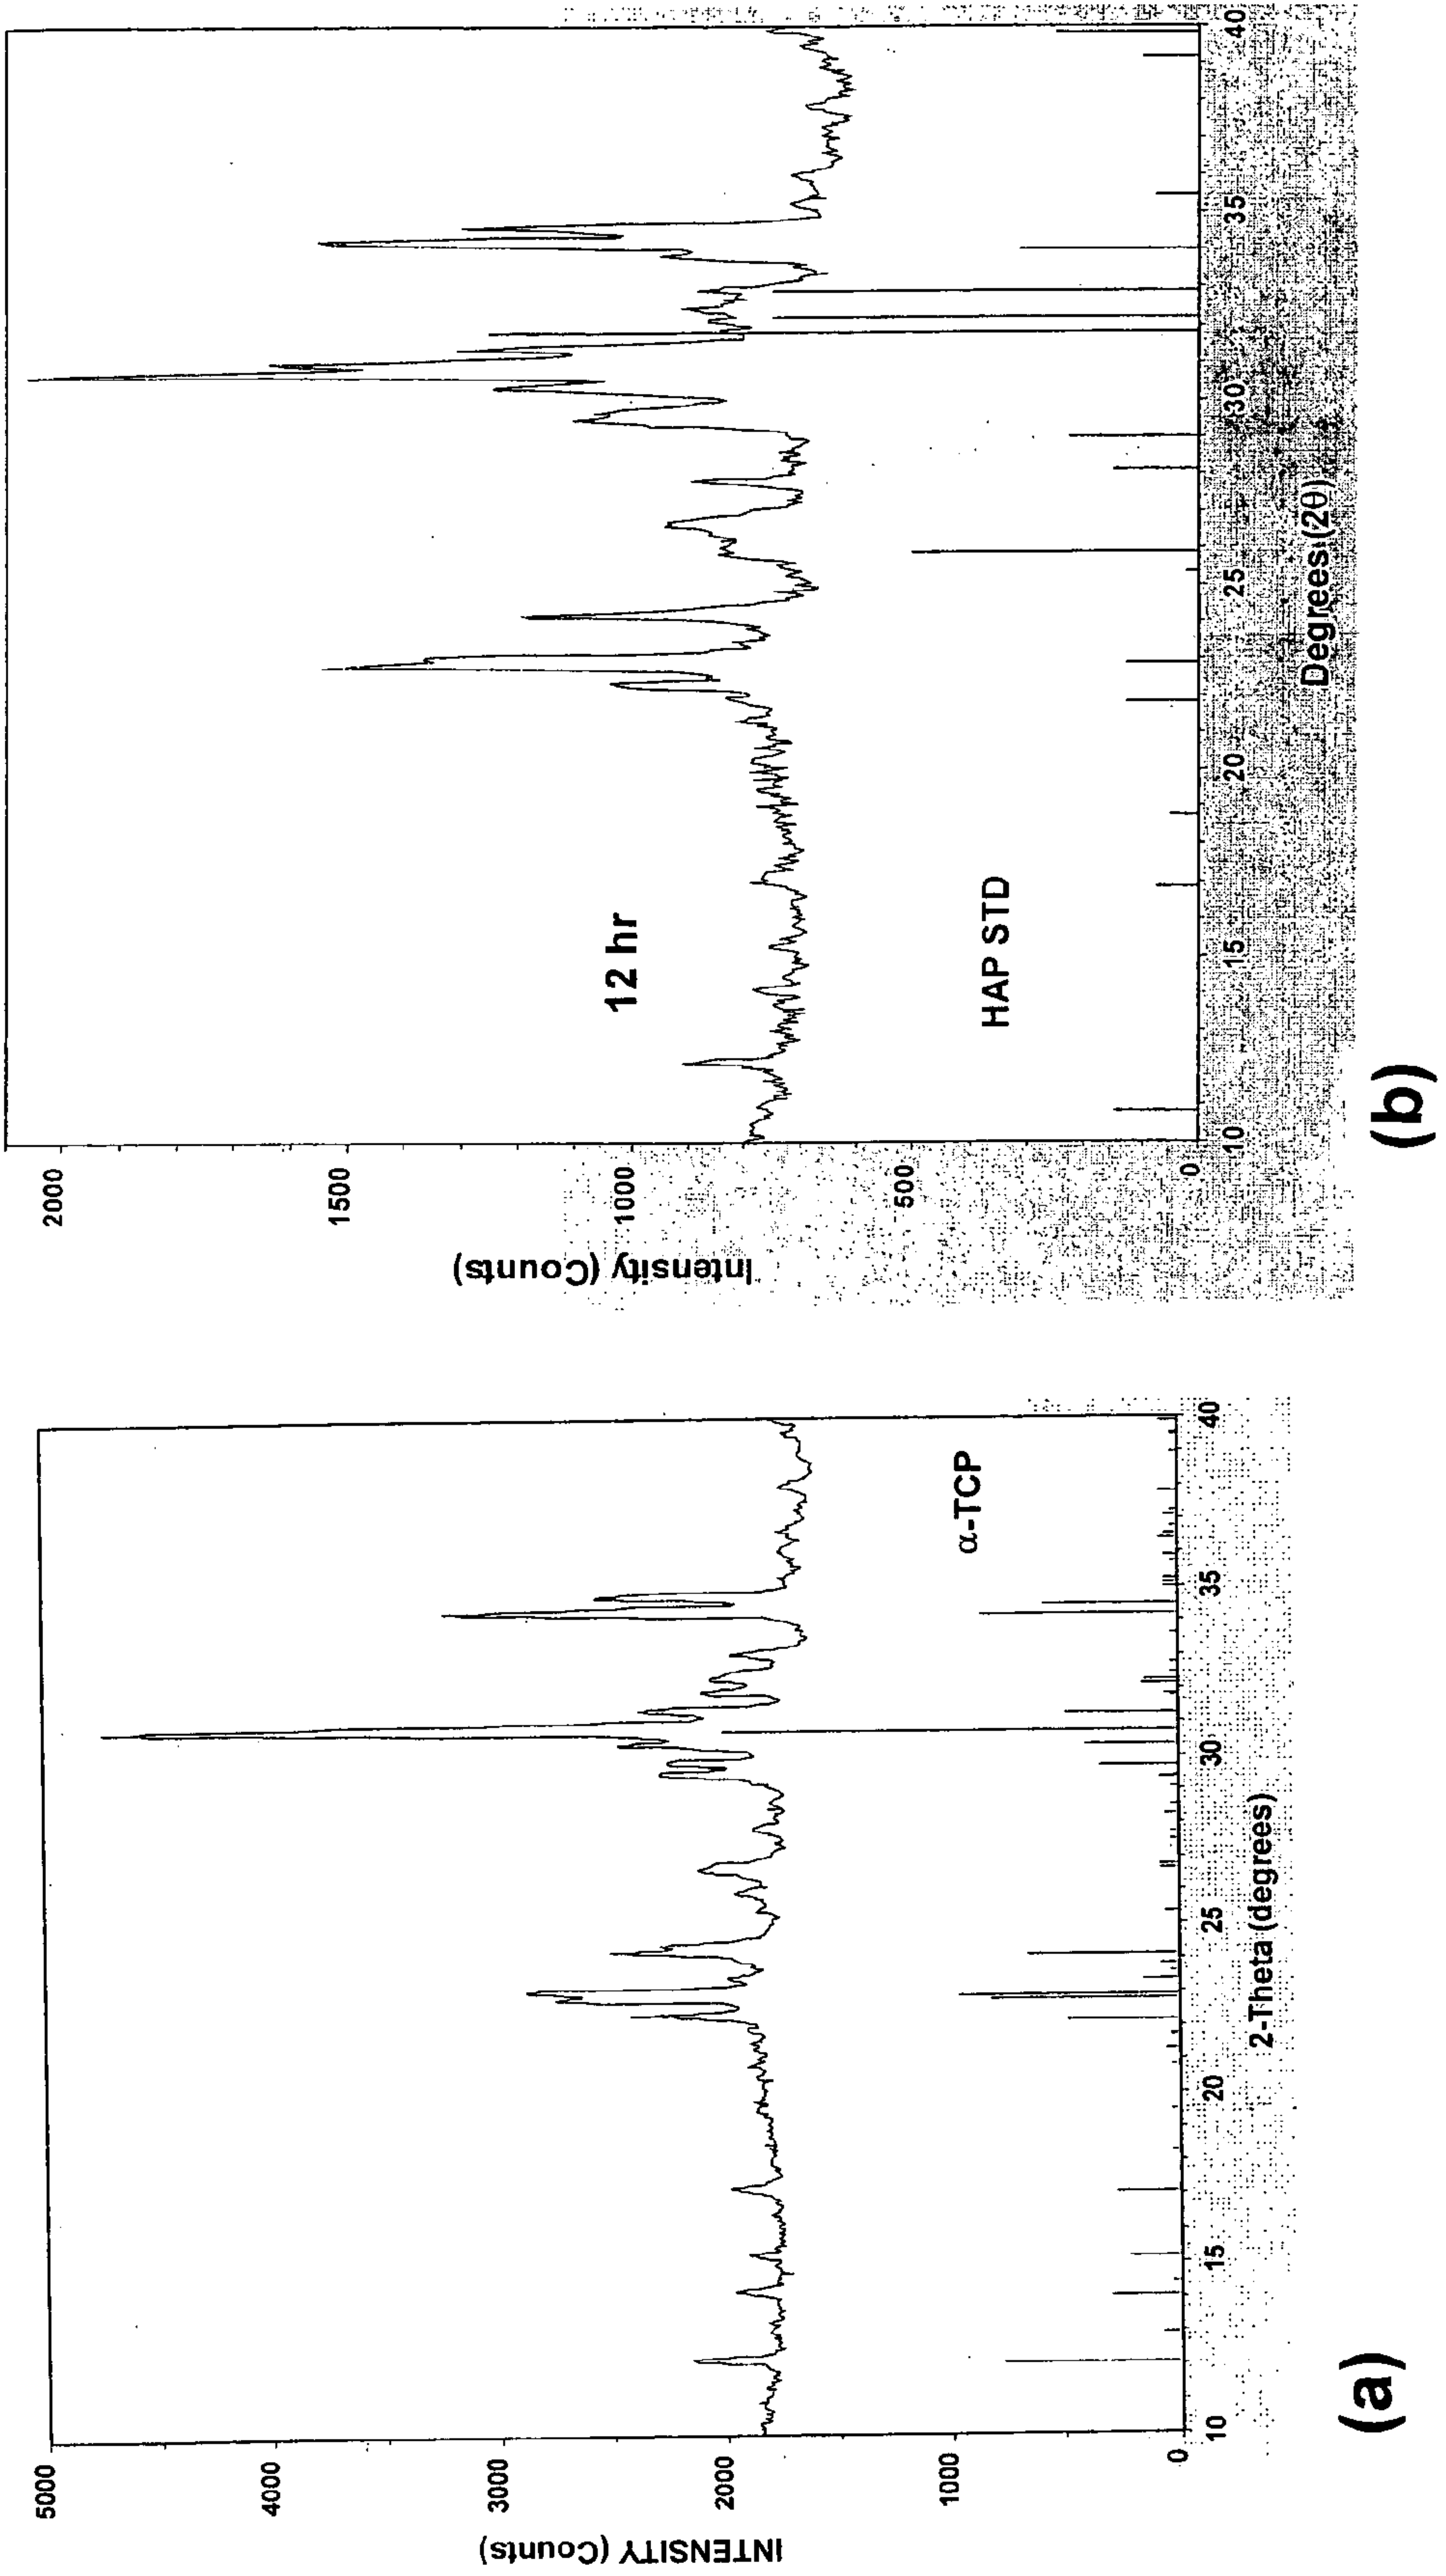 5000
4000
3000
2000
1000
0
INTENSITY (Counts)
α-TCP
10
15
20
25
30
35
40
2-Theta (degrees)
(a)
2000
1500
1000
500
0
Intensity (Counts)
12 hr
HAP STD
10
15
20
25
30
35
40
Degrees (2θ)
(b)